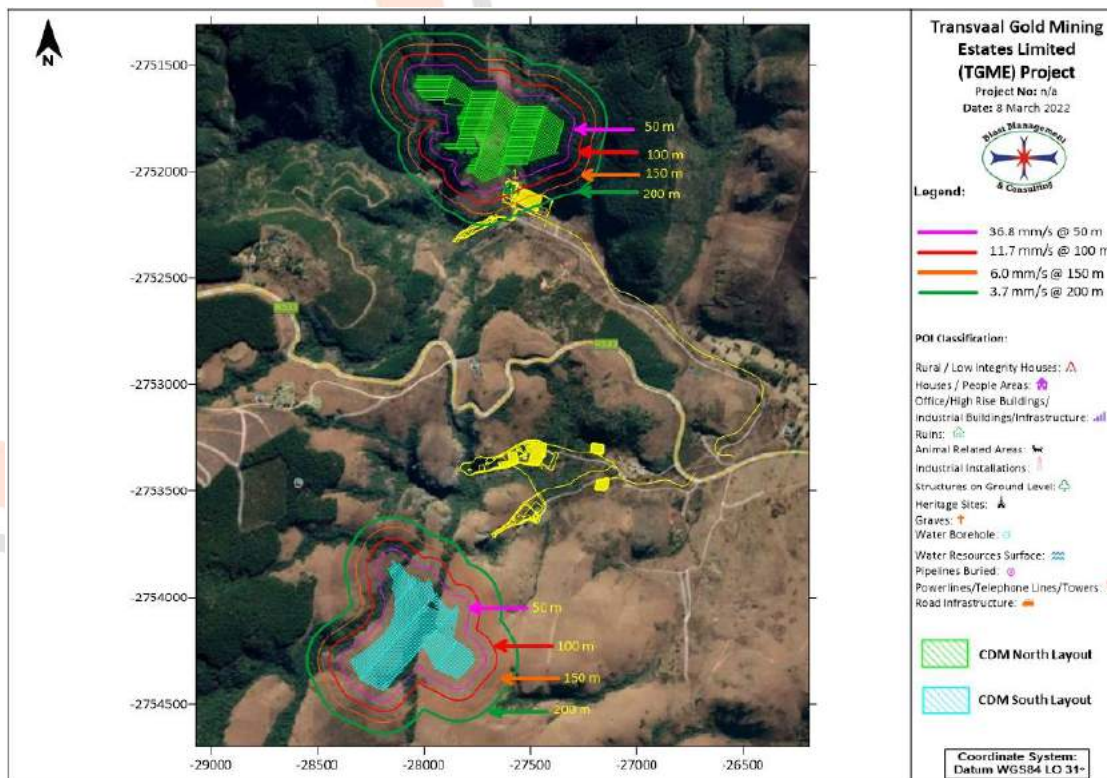 Transvaal Gold Mining
Estates Limited
(TGME) Project
Project No: n/a
Date: 8 March 2022
Blast Management
& Consulting
Legend:
36.8 mm/s @ 50 m
11.7 mm/s @ 100 m
6.0 mm/s @ 150 m
3.7 mm/s @ 200 m
POI Classification:
Rural / Low Integrity Houses:
Houses / People Areas:
Office/High Rise Buildings/
Industrial Buildings/Infrastructure:
Ruins:
Animal Related Areas:
Industrial Installations:
Structures on Ground Level:
Heritage Sites:
Graves:
Water Borehole:
Water Resources Surface:
Pipelines Buried:
Powerlines/Telephone Lines/Towers:
Road Infrastructure:
CDM North Layout
CDM South Layout
Coordinate System:
Datum WGS84 LO 31°
N
-2751500
-2752000
-2752500
-2753000
-2753500
-2754000
-2754500
-29000
-28500
-28000
-27500
-27000
-26500
50 m
100 m
150 m
200 m
50 m
100 m
150 m
200 m